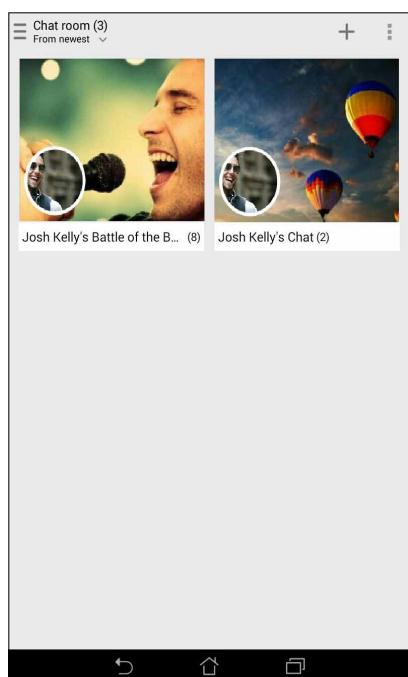 Chat room (3)
From newest
Josh Kelly's Battle of the B... (8)
Josh Kelly's Chat (2)